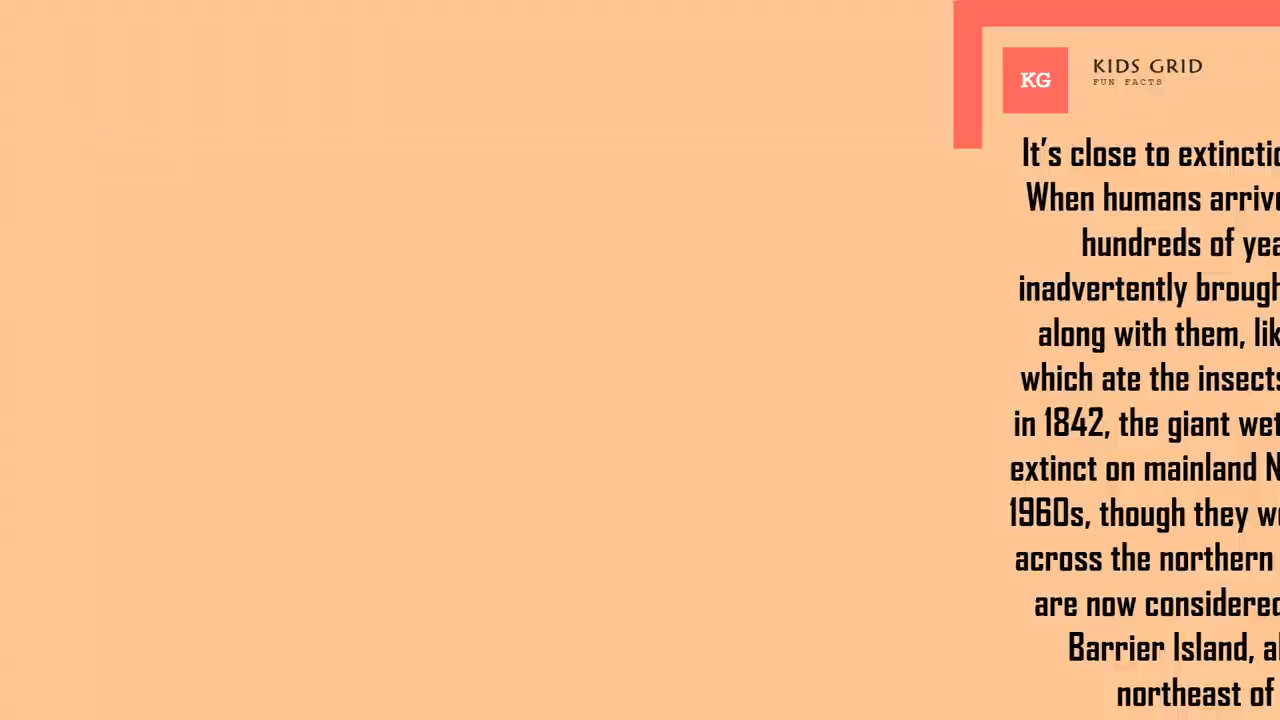 KG
KIDS GRID
FUN FACTS
It's close to
When humans
hundreds of
inadvertently
along with them,
which ate the
in 1842, the giant
extinct on mainland
1960s, though they
across the northern
are now
Barrier Island,
northeast of